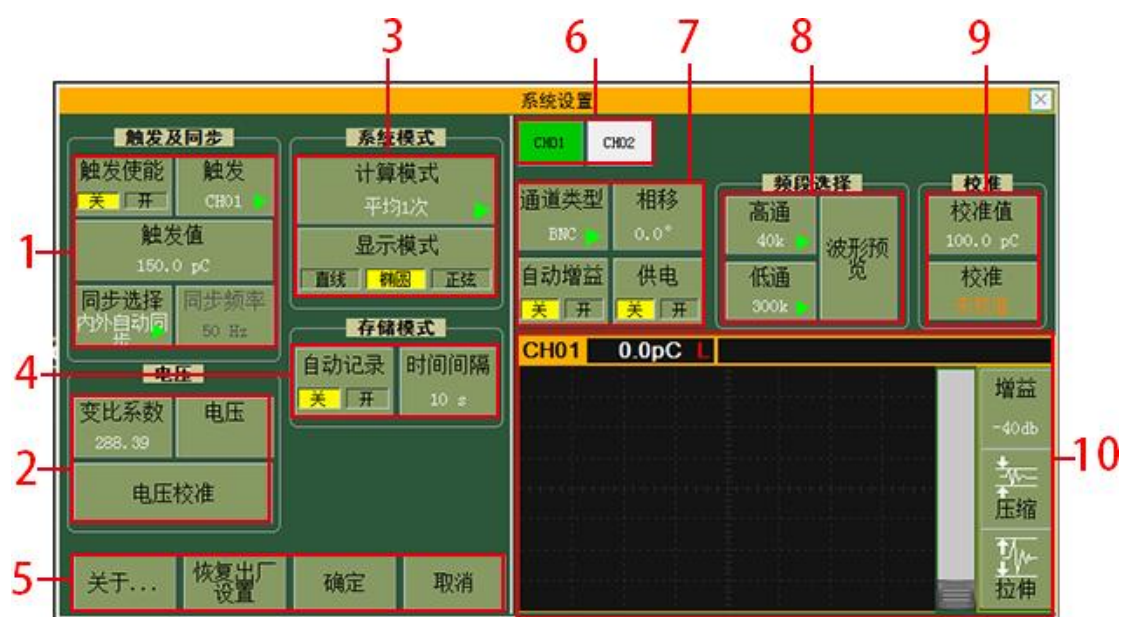 3
6
7
8
9
系统设置
触发及同步
系统模式
CH01
CH02
触发使能
触发
关 开
CH01
计算模式
平均1次
通道类型
BNC
相移
0.0°
频段选择
高通
40k
波形预览
校准
校准值
100.0 pC
1
触发值
150.0 pC
显示模式
直线 椭圆 正弦
自动增益
关 开
供电
关 开
低通
300k
校准
未校准
同步选择
内外自动同步
同步频率
50 Hz
存储模式
CH01 0.0pC L
4
电压
自动记录
关 开
时间间隔
10 s
增益
-40db
变比系数
288.39
电压
2
电压校准
10
压缩
5
关于...
恢复出厂
设置
确定
取消
拉伸